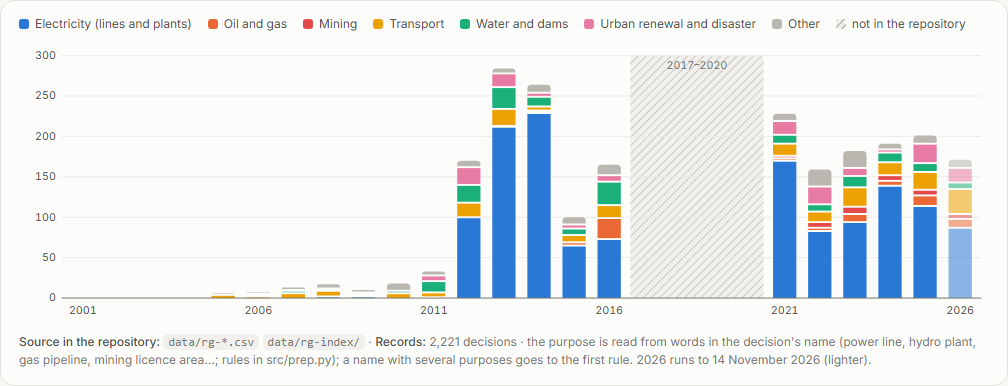 Electricity (lines and plants) Oil and gas Mining Transport Water and dams Urban renewal and disaster Other not in the repository
300
2017–2020
250
200
150
100
50
0
2001 2006 2011 2016 2021 2026
Source in the repository: data/rg-*.csv data/rg-index/ · Records: 2,221 decisions · the purpose is read from words in the decision's name (power line, hydro plant,
gas pipeline, mining licence area…; rules in src/prep.py); a name with several purposes goes to the first rule. 2026 runs to 14 November 2026 (lighter).